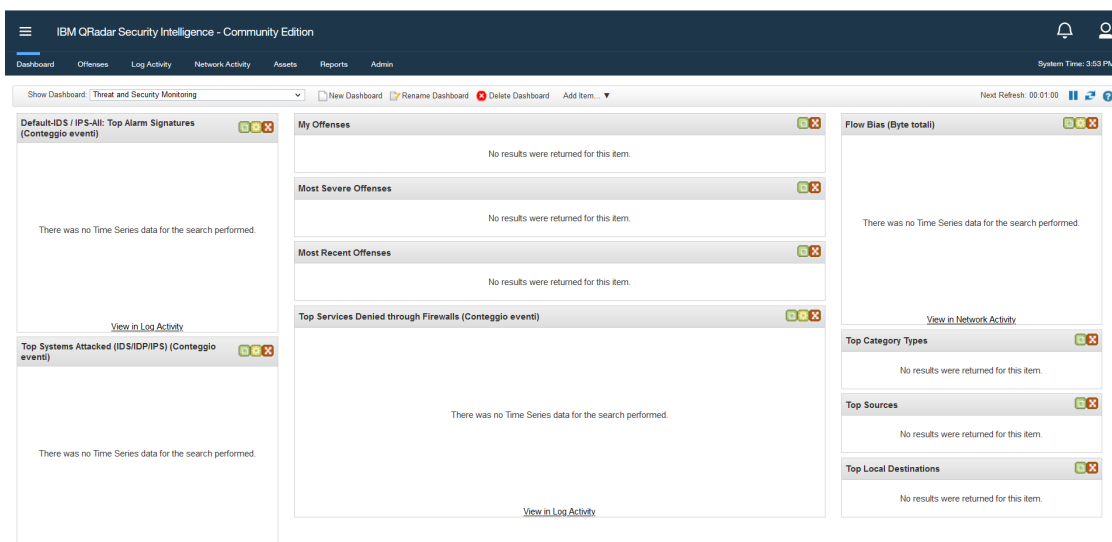 IBM QRadar Security Intelligence - Community Edition
Dashboard Offenses Log Activity Network Activity Assets Reports Admin System Time: 3:53 PM
Show Dashboard: Threat and Security Monitoring New Dashboard Rename Dashboard Delete Dashboard Add Item... ▼ Next Refresh: 00:01:00
Default-IDS / IPS-All: Top Alarm Signatures
(Conteggio eventi)
There was no Time Series data for the search performed.
View in Log Activity
Top Systems Attacked (IDS/IDP/IPS) (Conteggio
eventi)
There was no Time Series data for the search performed.
My Offenses
No results were returned for this item.
Most Severe Offenses
No results were returned for this item.
Most Recent Offenses
No results were returned for this item.
Top Services Denied through Firewalls (Conteggio eventi)
There was no Time Series data for the search performed.
View in Log Activity
Flow Bias (Byte totali)
There was no Time Series data for the search performed.
View in Network Activity
Top Category Types
No results were returned for this item.
Top Sources
No results were returned for this item.
Top Local Destinations
No results were returned for this item.